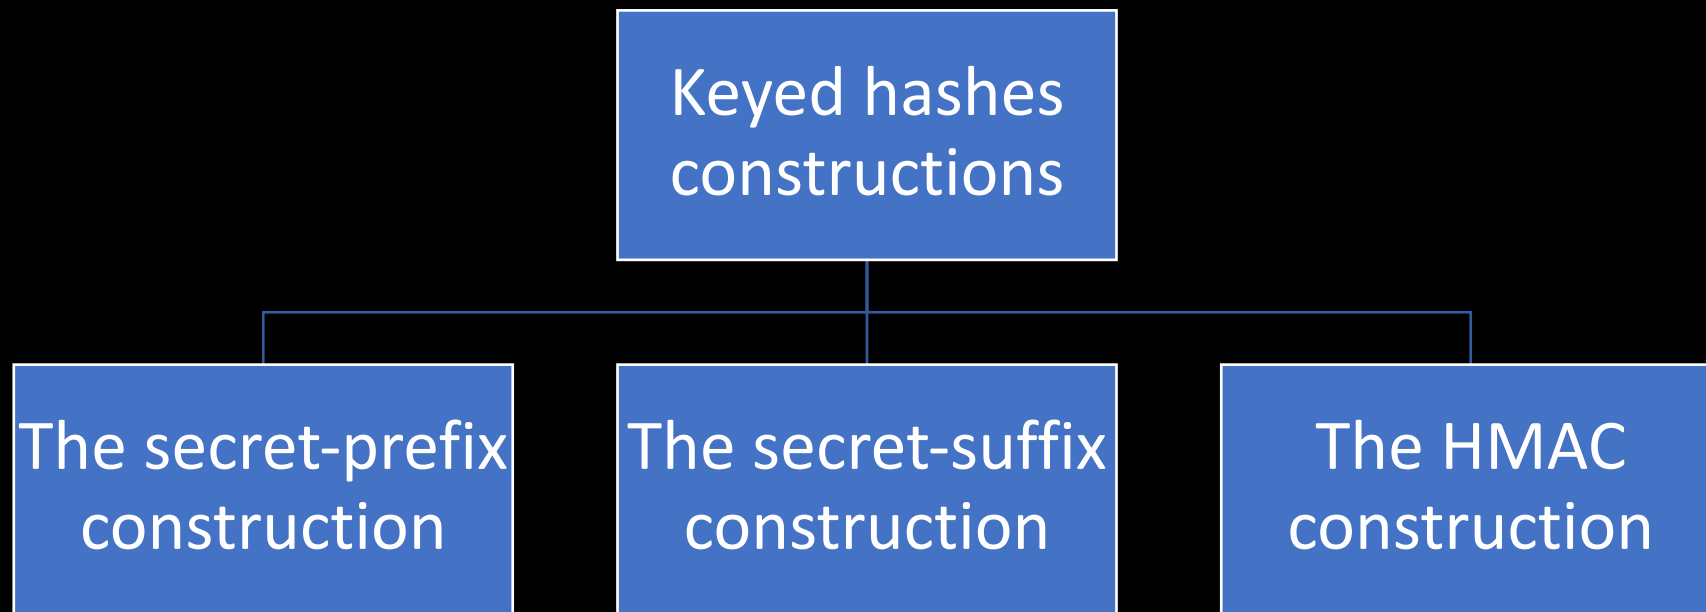 Keyed hashes
constructions
The secret-prefix
construction
The secret-suffix
construction
The HMAC
construction